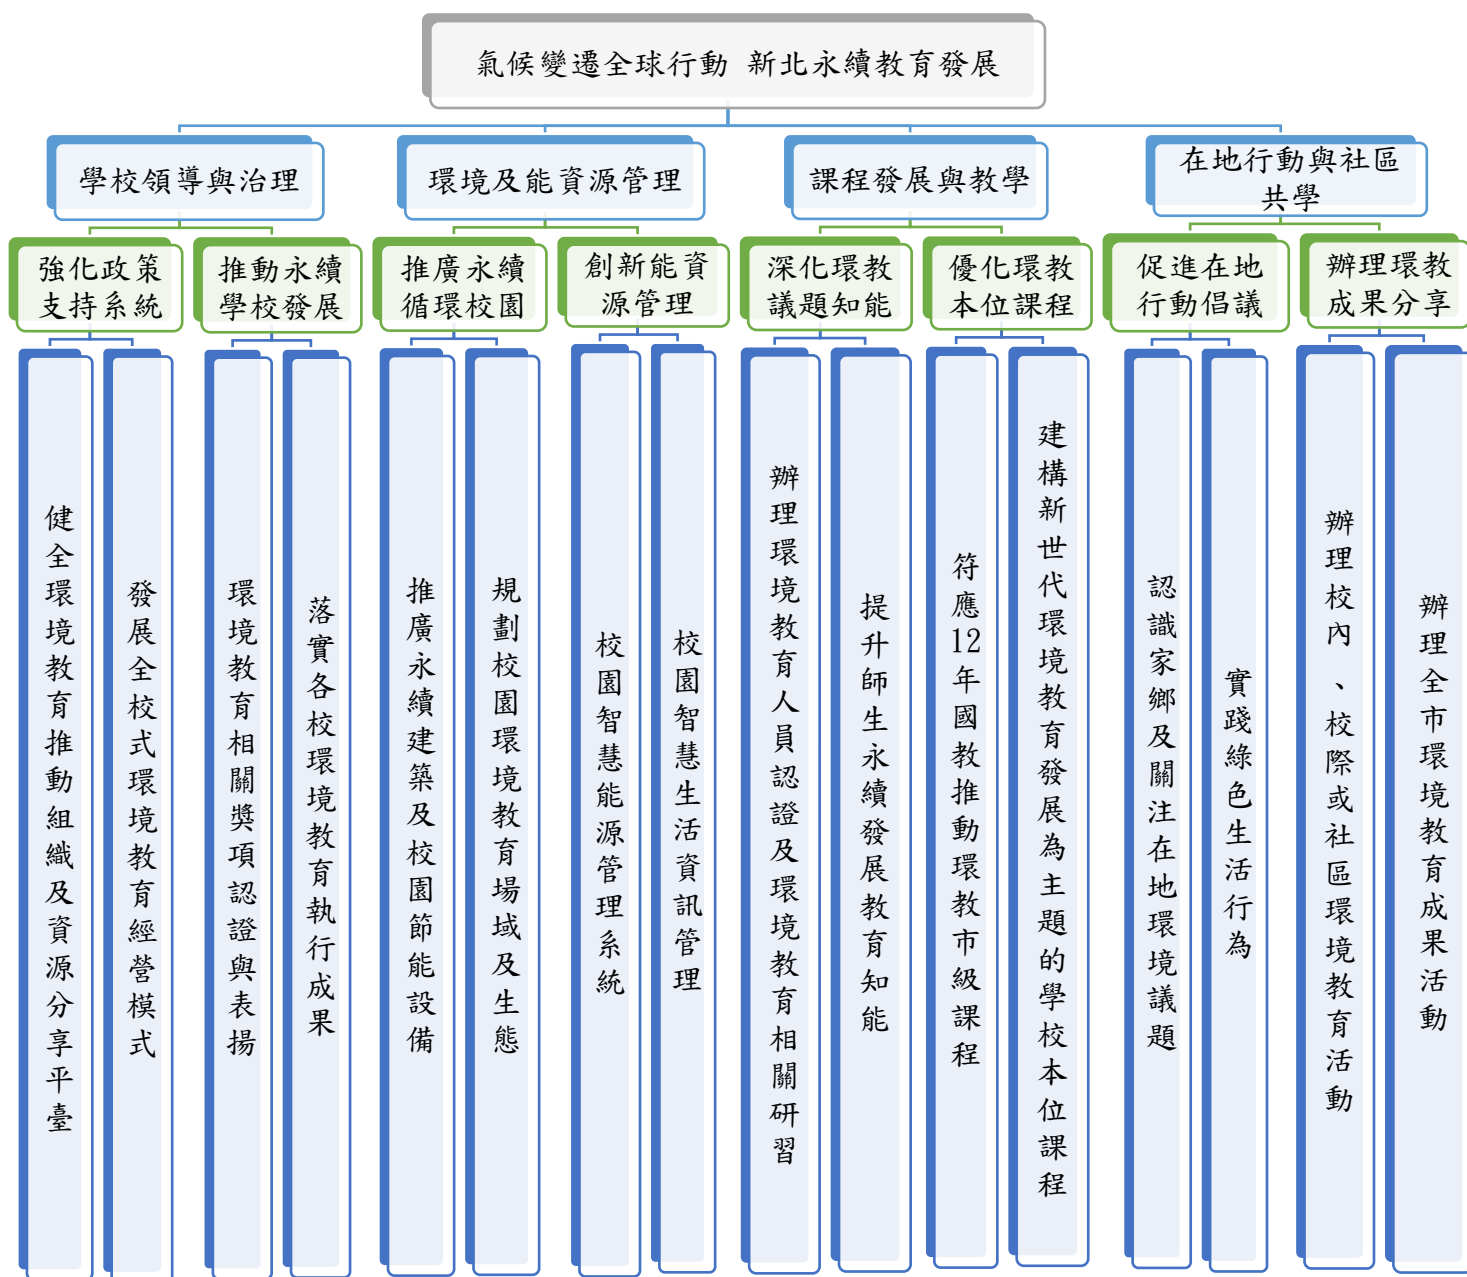 氣候變遷全球行動 新北永續教育發展
學校領導與治理
環境及能資源管理
課程發展與教學
在地行動與社區
共學
強化政策
支持系統
推動永續
學校發展
推廣永續
循環校園
創新能資
源管理
深化環教
議題知能
優化環教
本位課程
促進在地
行動倡議
辦理環教
成果分享
健全環境教育推動組織及資源分享平臺
發展全校式環境教育經營模式
環境教育相關獎項認證與表揚
落實各校環境教育執行成果
推廣永續建築及校園節能設備
規劃校園環境教育場域及生態
校園智慧能源管理系統
校園智慧生活資訊管理
辦理環境教育人員認證及環境教育相關研習
提升師生永續發展教育知能
符應12年國教推動環教市級課程
建構新世代環境教育發展為主題的學校本位課程
認識家鄉及關注在地環境議題
實踐綠色生活行為
辦理校內、校際或社區環境教育活動
辦理全市環境教育成果活動